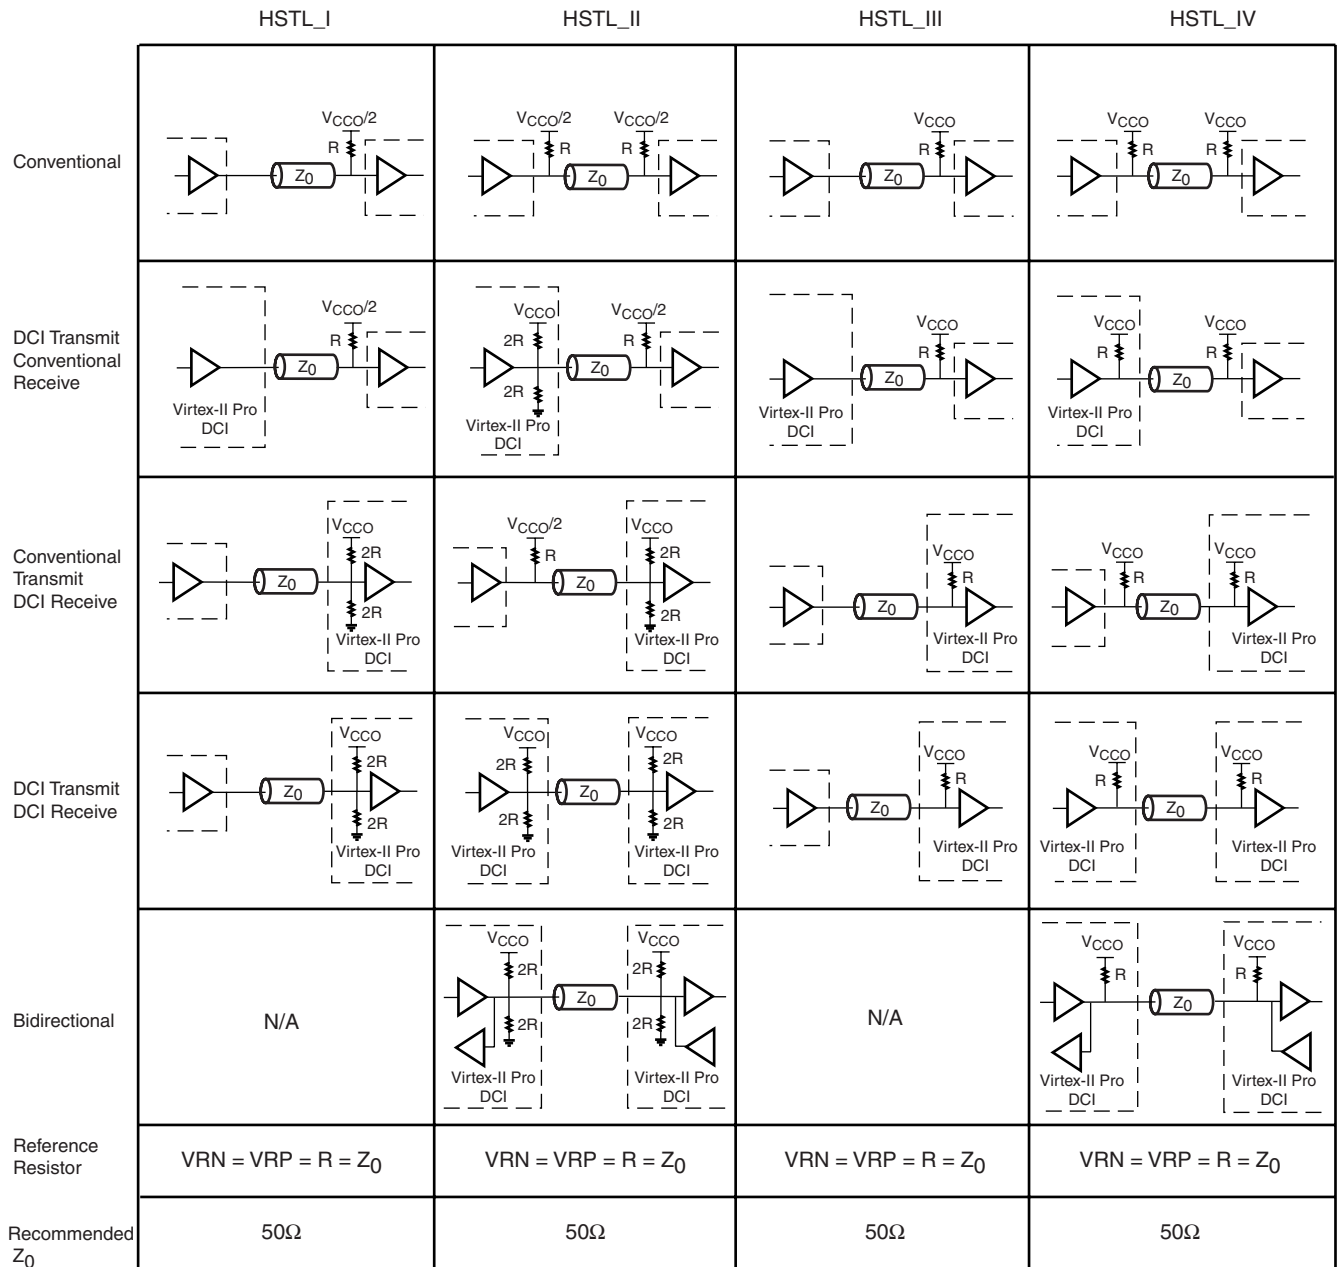 HSTL_I HSTL_II HSTL_III HSTL_IV
Conventional
VCCO/2
R
Z0
VCCO/2 VCCO/2
R R
Z0
VCCO
R
Z0
VCCO VCCO
R R
Z0
DCI Transmit
Conventional
Receive
VCCO/2
R
Z0
Virtex-II Pro
DCI
VCCO VCCO/2
2R R
Z0
2R
Virtex-II Pro
DCI
VCCO
R
Z0
Virtex-II Pro
DCI
VCCO VCCO
R R
Z0
Virtex-II Pro
DCI
Conventional
Transmit
DCI Receive
VCCO
2R
Z0
2R
Virtex-II Pro
DCI
VCCO/2 VCCO
R 2R
Z0
2R
Virtex-II Pro
DCI
VCCO
R
Z0
Virtex-II Pro
DCI
VCCO VCCO
R R
Z0
Virtex-II Pro
DCI
DCI Transmit
DCI Receive
VCCO
2R
Z0
2R
Virtex-II Pro
DCI
VCCO VCCO
2R 2R
Z0
2R 2R
Virtex-II Pro Virtex-II Pro
DCI DCI
VCCO
R
Z0
Virtex-II Pro
DCI
VCCO VCCO
R R
Z0
Virtex-II Pro Virtex-II Pro
DCI DCI
Bidirectional
N/A
VCCO VCCO
2R 2R
Z0
2R 2R
Virtex-II Pro Virtex-II Pro
DCI DCI
N/A
VCCO VCCO
R R
Z0
Virtex-II Pro Virtex-II Pro
DCI DCI
Reference
Resistor
VRN = VRP = R = Z0 VRN = VRP = R = Z0 VRN = VRP = R = Z0 VRN = VRP = R = Z0
Recommended
Z0
50Ω 50Ω 50Ω 50Ω